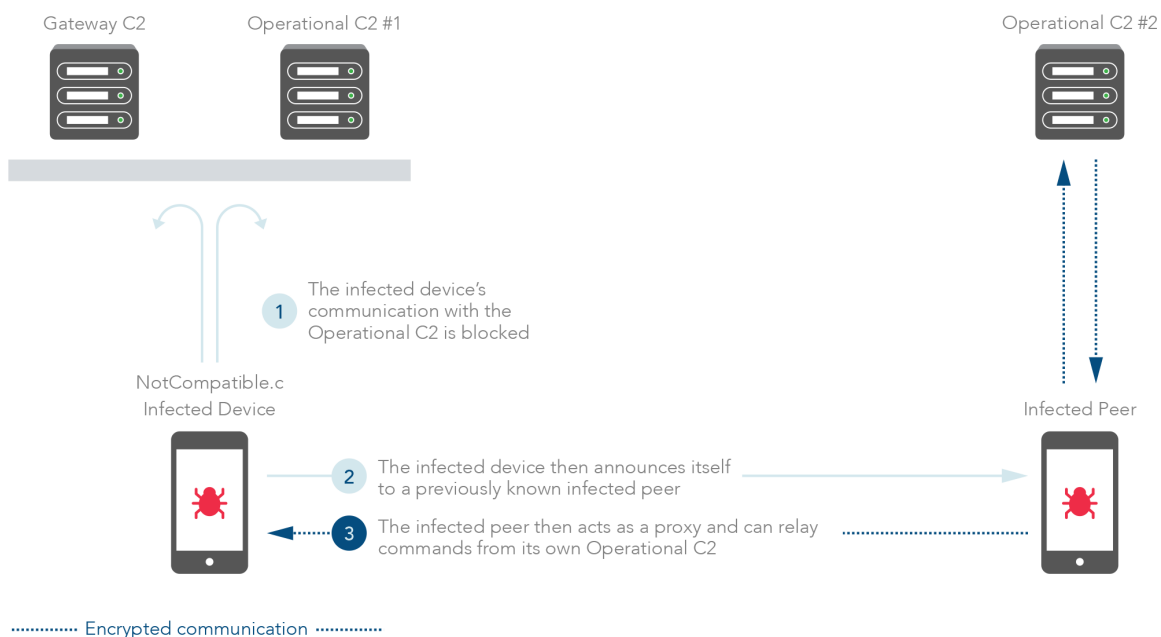 Gateway C2
Operational C2 #1
Operational C2 #2
1
The infected device's
communication with the
Operational C2 is blocked
NotCompatible.c
Infected Device
Infected Peer
2
The infected device then announces itself
to a previously known infected peer
3
The infected peer then acts as a proxy and can relay
commands from its own Operational C2
Encrypted communication